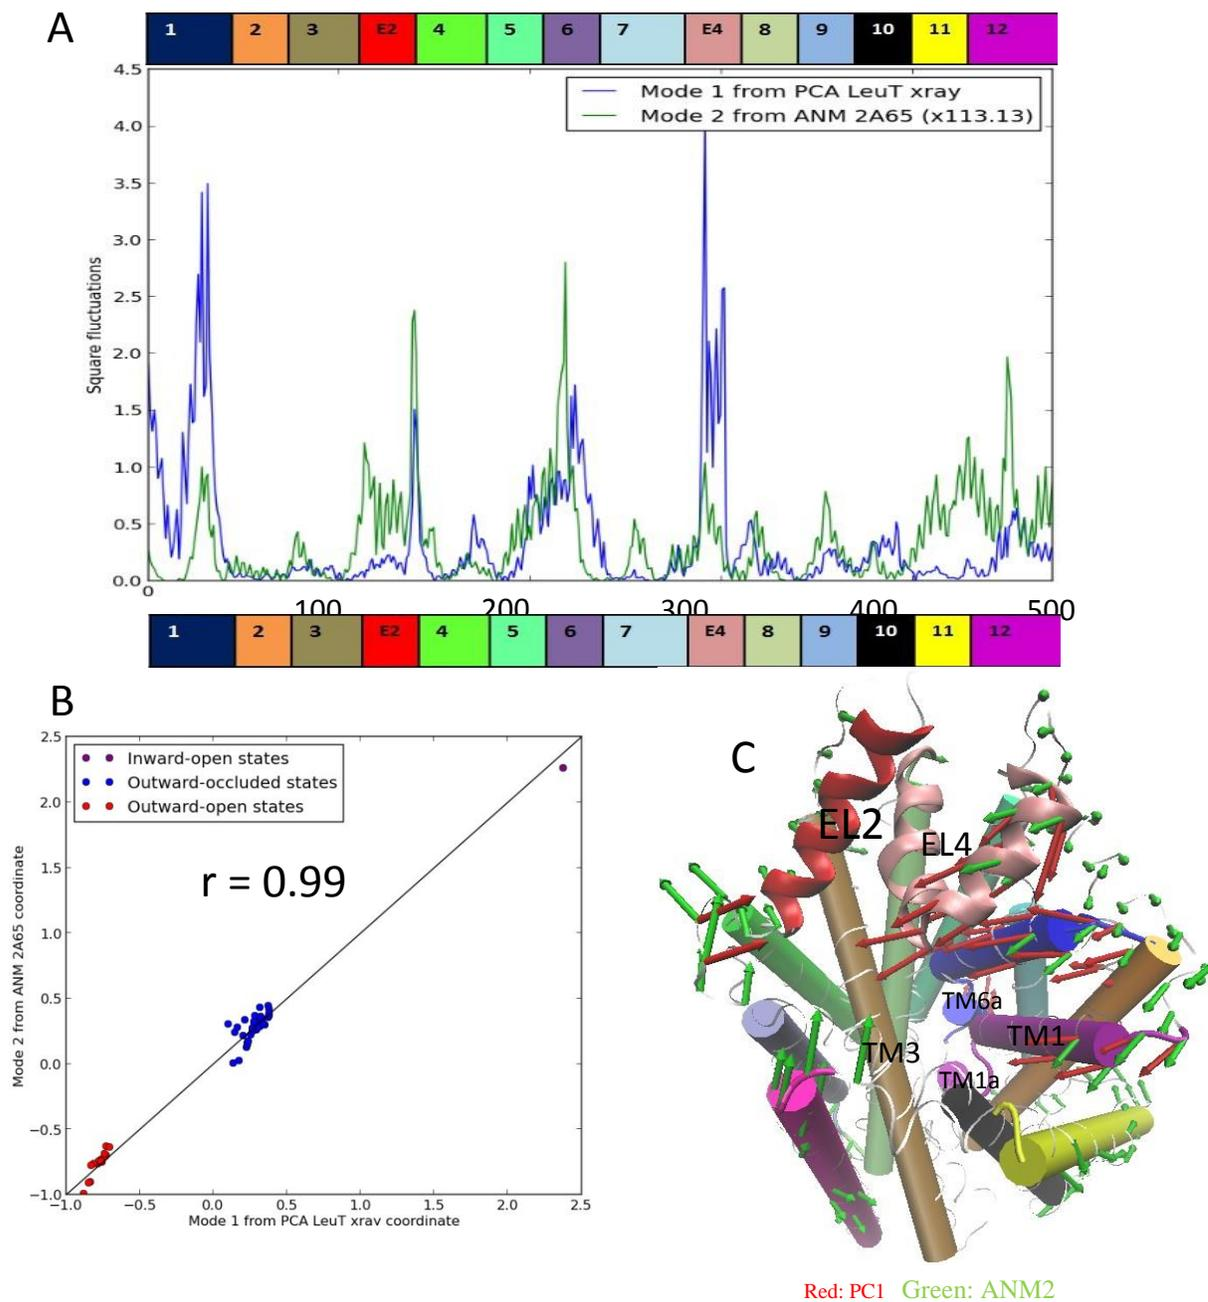 A
1 2 3 E2 4 5 6 7 E4 8 9 10 11 12
4.5
Mode 1 from PCA LeuT xray
Mode 2 from ANM 2A65 (x113.13)
4.0
3.5
3.0
2.5
2.0
1.5
1.0
0.5
0.0
Square fluctuations
0 100 200 300 400 500
1 2 3 E2 4 5 6 7 E4 8 9 10 11 12
B
2.5
Inward-open states
Outward-occluded states
Outward-open states
2.0
1.5
1.0
0.5
0.0
−0.5
−1.0
r = 0.99
Mode 2 from ANM 2A65 coordinate
−1.0 −0.5 0.0 0.5 1.0 1.5 2.0 2.5
Mode 1 from PCA LeuT xray coordinate
C
EL2
EL4
TM6a
TM1
TM3
TM1a
Red: PC1 Green: ANM2